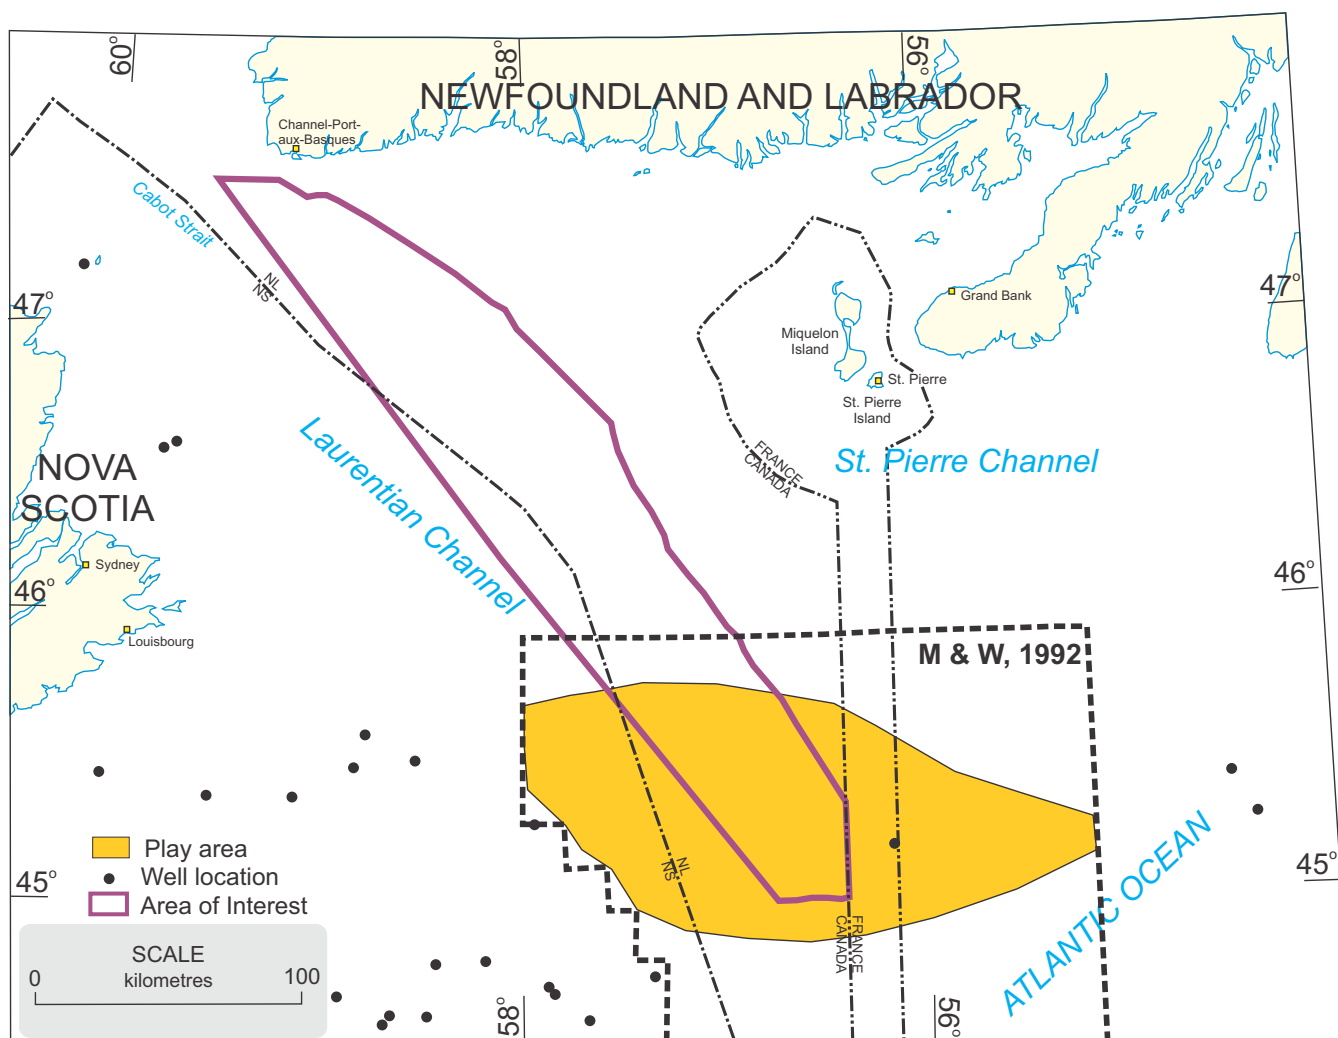 60°
58°
56°
NEWFOUNDLAND AND LABRADOR
Channel-Port-
aux-Basques
Cabot Strait
NL
NS
47°
47°
Grand Bank
Miquelon
Island
St. Pierre
St. Pierre
Island
Laurentian Channel
FRANCE
CANADA
St. Pierre Channel
NOVA
SCOTIA
Sydney
46°
46°
Louisbourg
M & W, 1992
Play area
Well location
Area of Interest
NL
NS
45°
45°
ATLANTIC OCEAN
FRANCE
CANADA
SCALE
kilometres
0
100
58°
56°